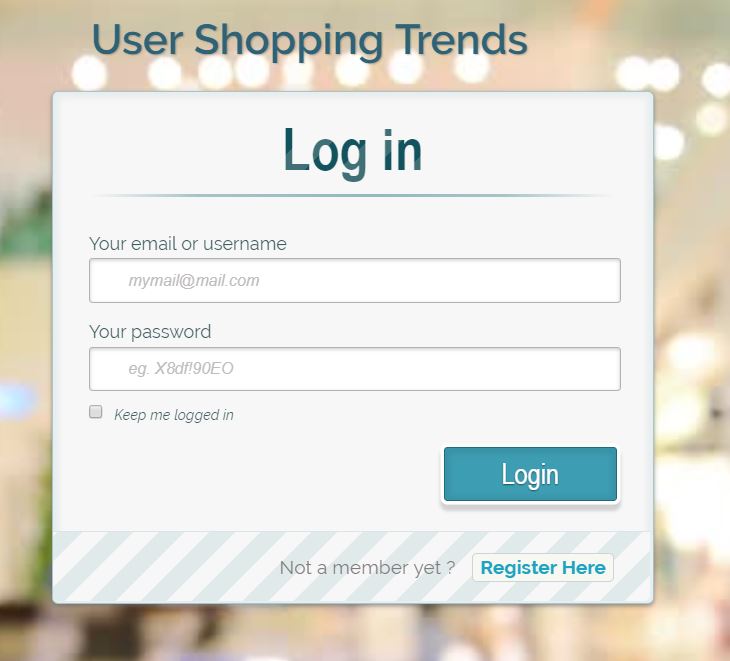 User Shopping Trends
Log in
Your email or username
mymail@mail.com
Your password
eg. X8df!90EO
Keep me logged in
Login
Not a member yet ? Register Here